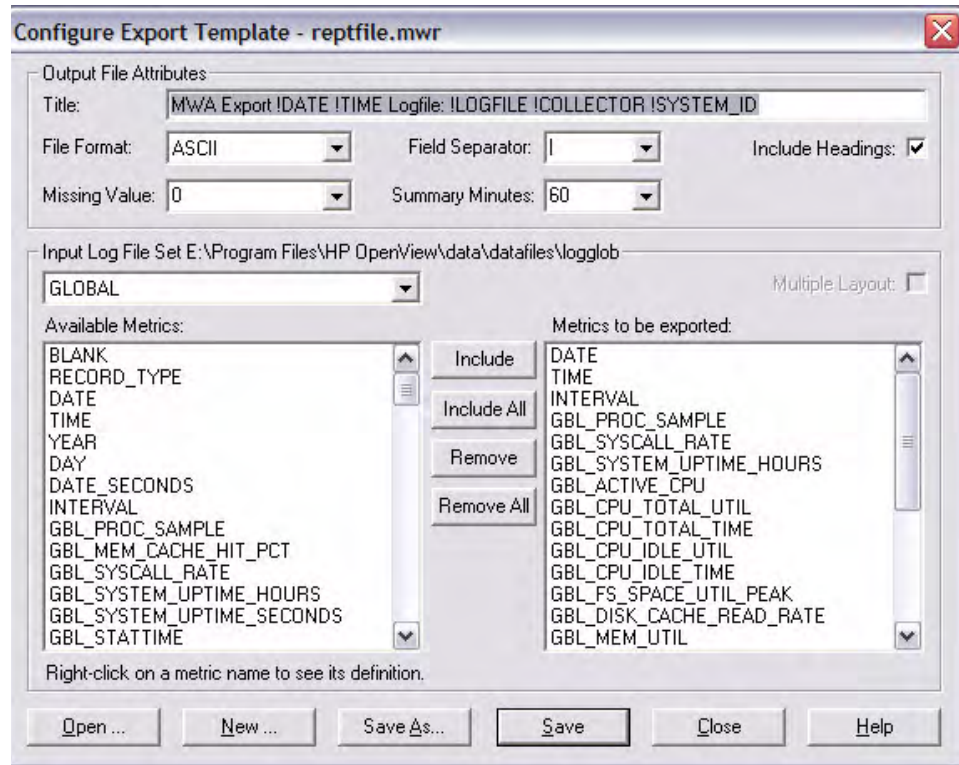 Configure Export Template - reptfile.mwr
Output File Attributes
Title: MWA Export !DATE !TIME Logfile: !LOGFILE !COLLECTOR !SYSTEM_ID
File Format: ASCII Field Separator: | Include Headings:
Missing Value: 0 Summary Minutes: 60
Input Log File Set E:\Program Files\HP OpenView\data\datafiles\logglob
GLOBAL Multiple Layout:
Available Metrics:
BLANK
RECORD_TYPE
DATE
TIME
YEAR
DAY
DATE_SECONDS
INTERVAL
GBL_PROC_SAMPLE
GBL_MEM_CACHE_HIT_PCT
GBL_SYSCALL_RATE
GBL_SYSTEM_UPTIME_HOURS
GBL_SYSTEM_UPTIME_SECONDS
GBL_STATTIME
Include
Include All
Remove
Remove All
Metrics to be exported:
DATE
TIME
INTERVAL
GBL_PROC_SAMPLE
GBL_SYSCALL_RATE
GBL_SYSTEM_UPTIME_HOURS
GBL_ACTIVE_CPU
GBL_CPU_TOTAL_UTIL
GBL_CPU_TOTAL_TIME
GBL_CPU_IDLE_UTIL
GBL_CPU_IDLE_TIME
GBL_FS_SPACE_UTIL_PEAK
GBL_DISK_CACHE_READ_RATE
GBL_MEM_UTIL
Right-click on a metric name to see its definition.
Open ... New ... Save As... Save Close Help